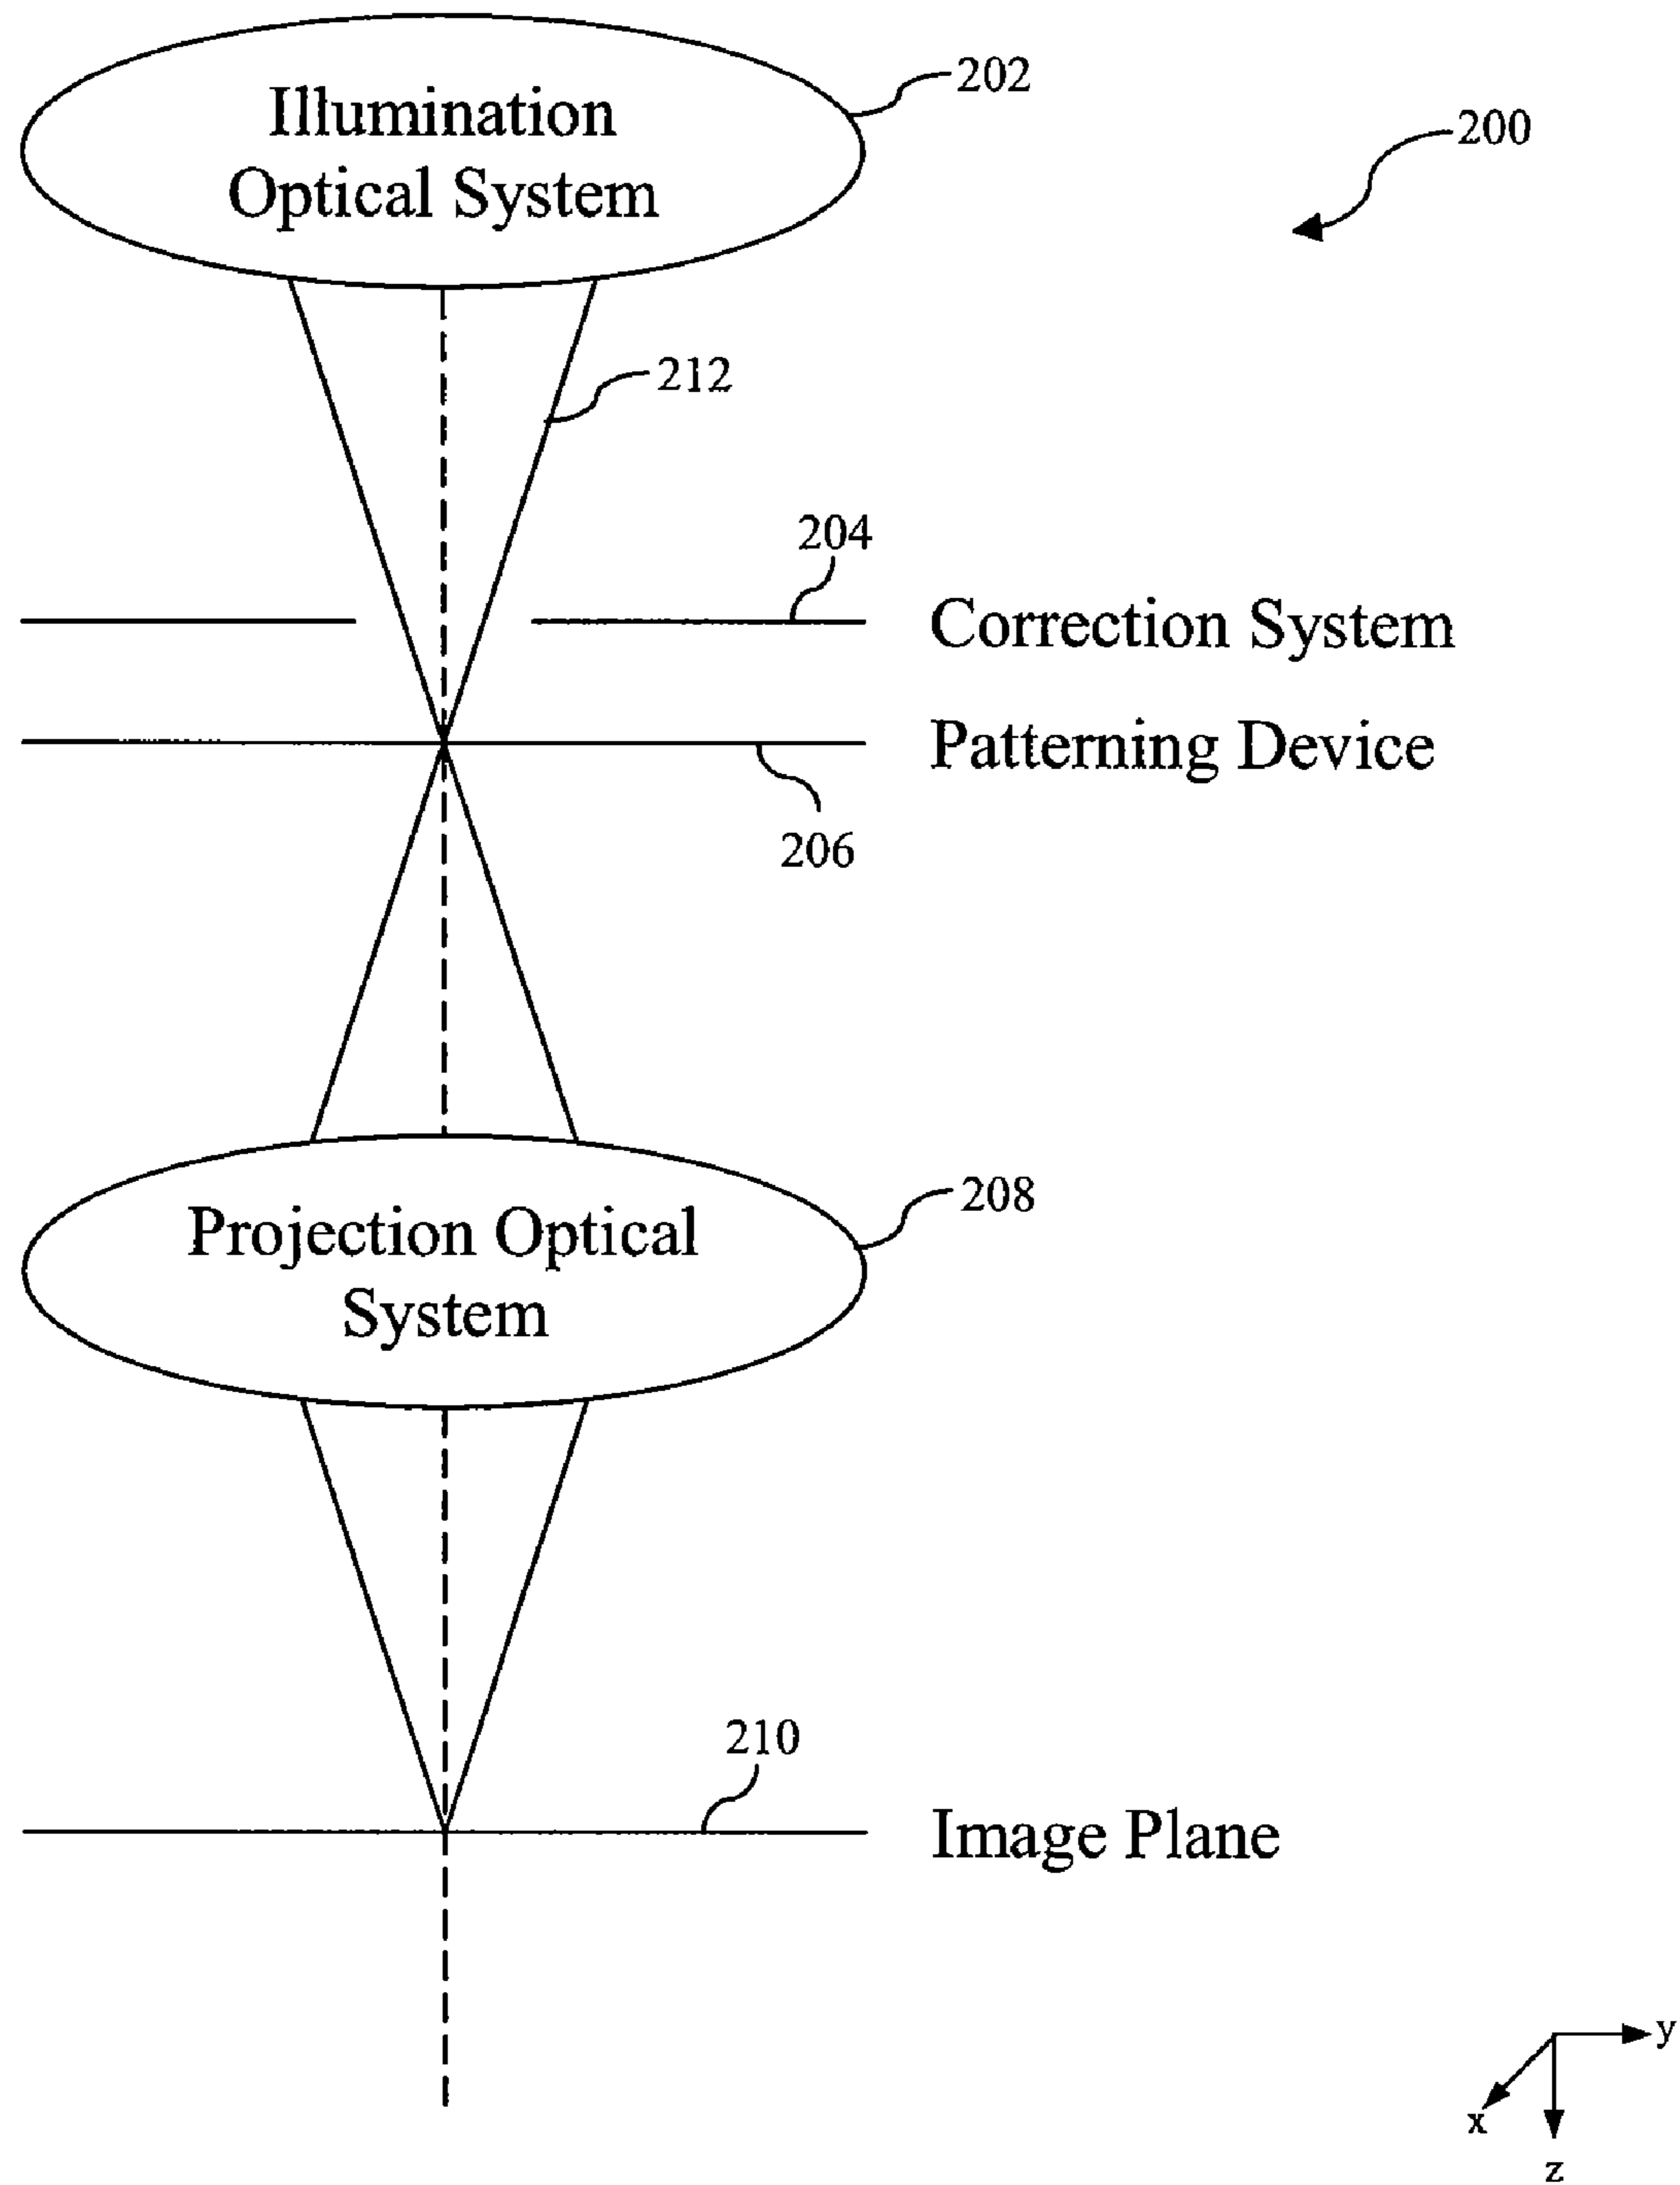 Illumination
Optical System
202
200
212
204
Correction System
Patterning Device
206
Projection Optical
System
208
210
Image Plane
y
x
z